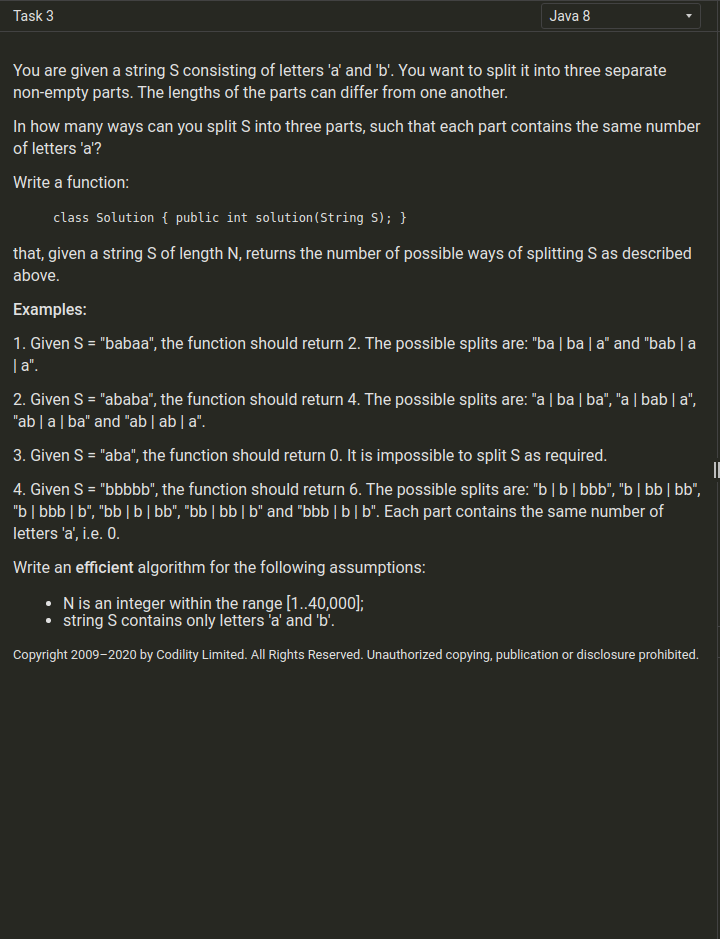 Task 3
Java 8
You are given a string S consisting of letters 'a' and 'b'. You want to split it into three separate
non-empty parts. The lengths of the parts can differ from one another.
In how many ways can you split S into three parts, such that each part contains the same number
of letters 'a'?
Write a function:
class Solution { public int solution(String S); }
that, given a string S of length N, returns the number of possible ways of splitting S as described
above.
Examples:
1. Given S = "babaa", the function should return 2. The possible splits are: "ba | ba | a" and "bab | a
| a".
2. Given S = "ababa", the function should return 4. The possible splits are: "a | ba | ba", "a | bab | a",
"ab | a | ba" and "ab | ab | a".
3. Given S = "aba", the function should return 0. It is impossible to split S as required.
4. Given S = "bbbbb", the function should return 6. The possible splits are: "b | b | bbb", "b | bb | bb",
"b | bbb | b", "bb | b | bb", "bb | bb | b" and "bbb | b | b". Each part contains the same number of
letters 'a', i.e. 0.
Write an efficient algorithm for the following assumptions:
• N is an integer within the range [1..40,000];
• string S contains only letters 'a' and 'b'.
Copyright 2009–2020 by Codility Limited. All Rights Reserved. Unauthorized copying, publication or disclosure prohibited.